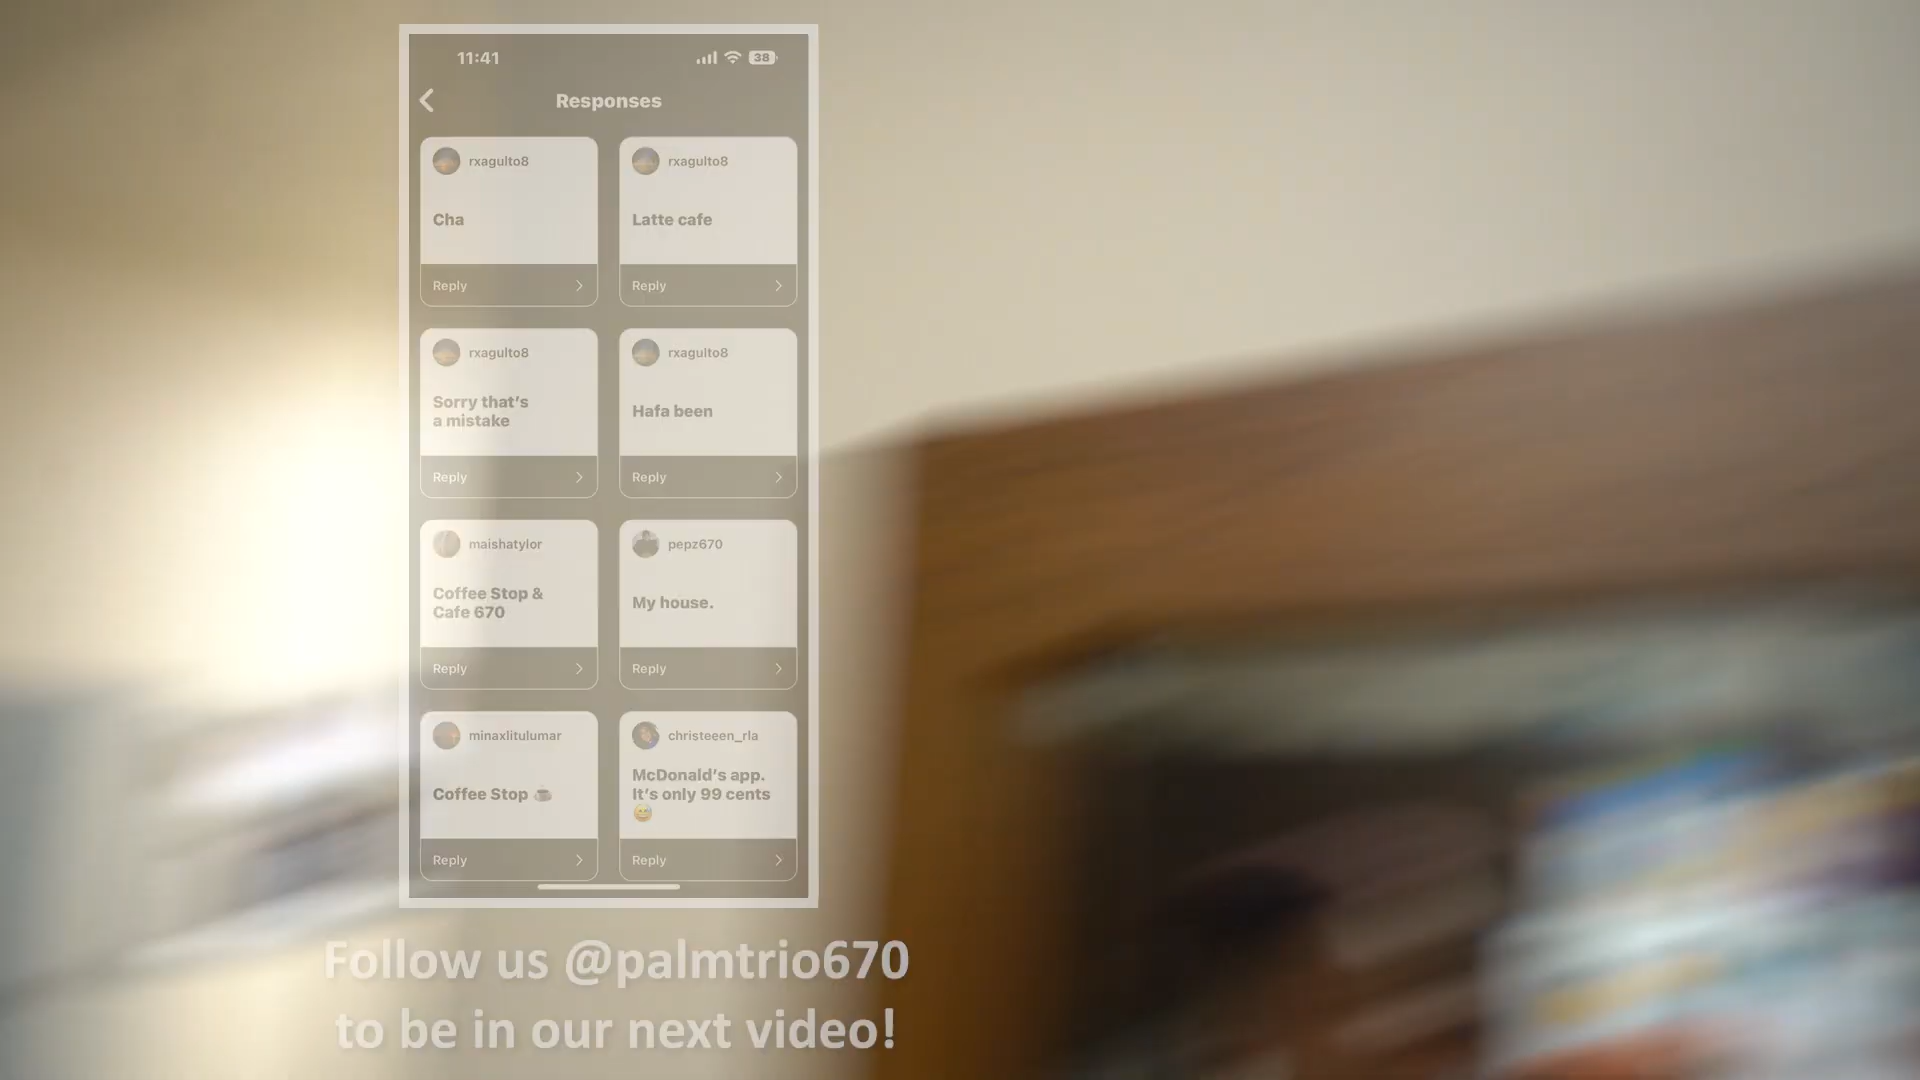 11:41
38
Responses
rxagulto8
Cha
Reply
rxagulto8
Latte cafe
Reply
rxagulto8
Sorry that's
a mistake
Reply
rxagulto8
Hafa been
Reply
maishatylor
Coffee Stop &
Cafe 670
Reply
pepz670
My house.
Reply
minaxlitulumar
Coffee Stop ☕
Reply
christeeen_rla
McDonald's app.
It's only 99 cents
😅
Reply
Follow us @palmtrio670
to be in our next video!